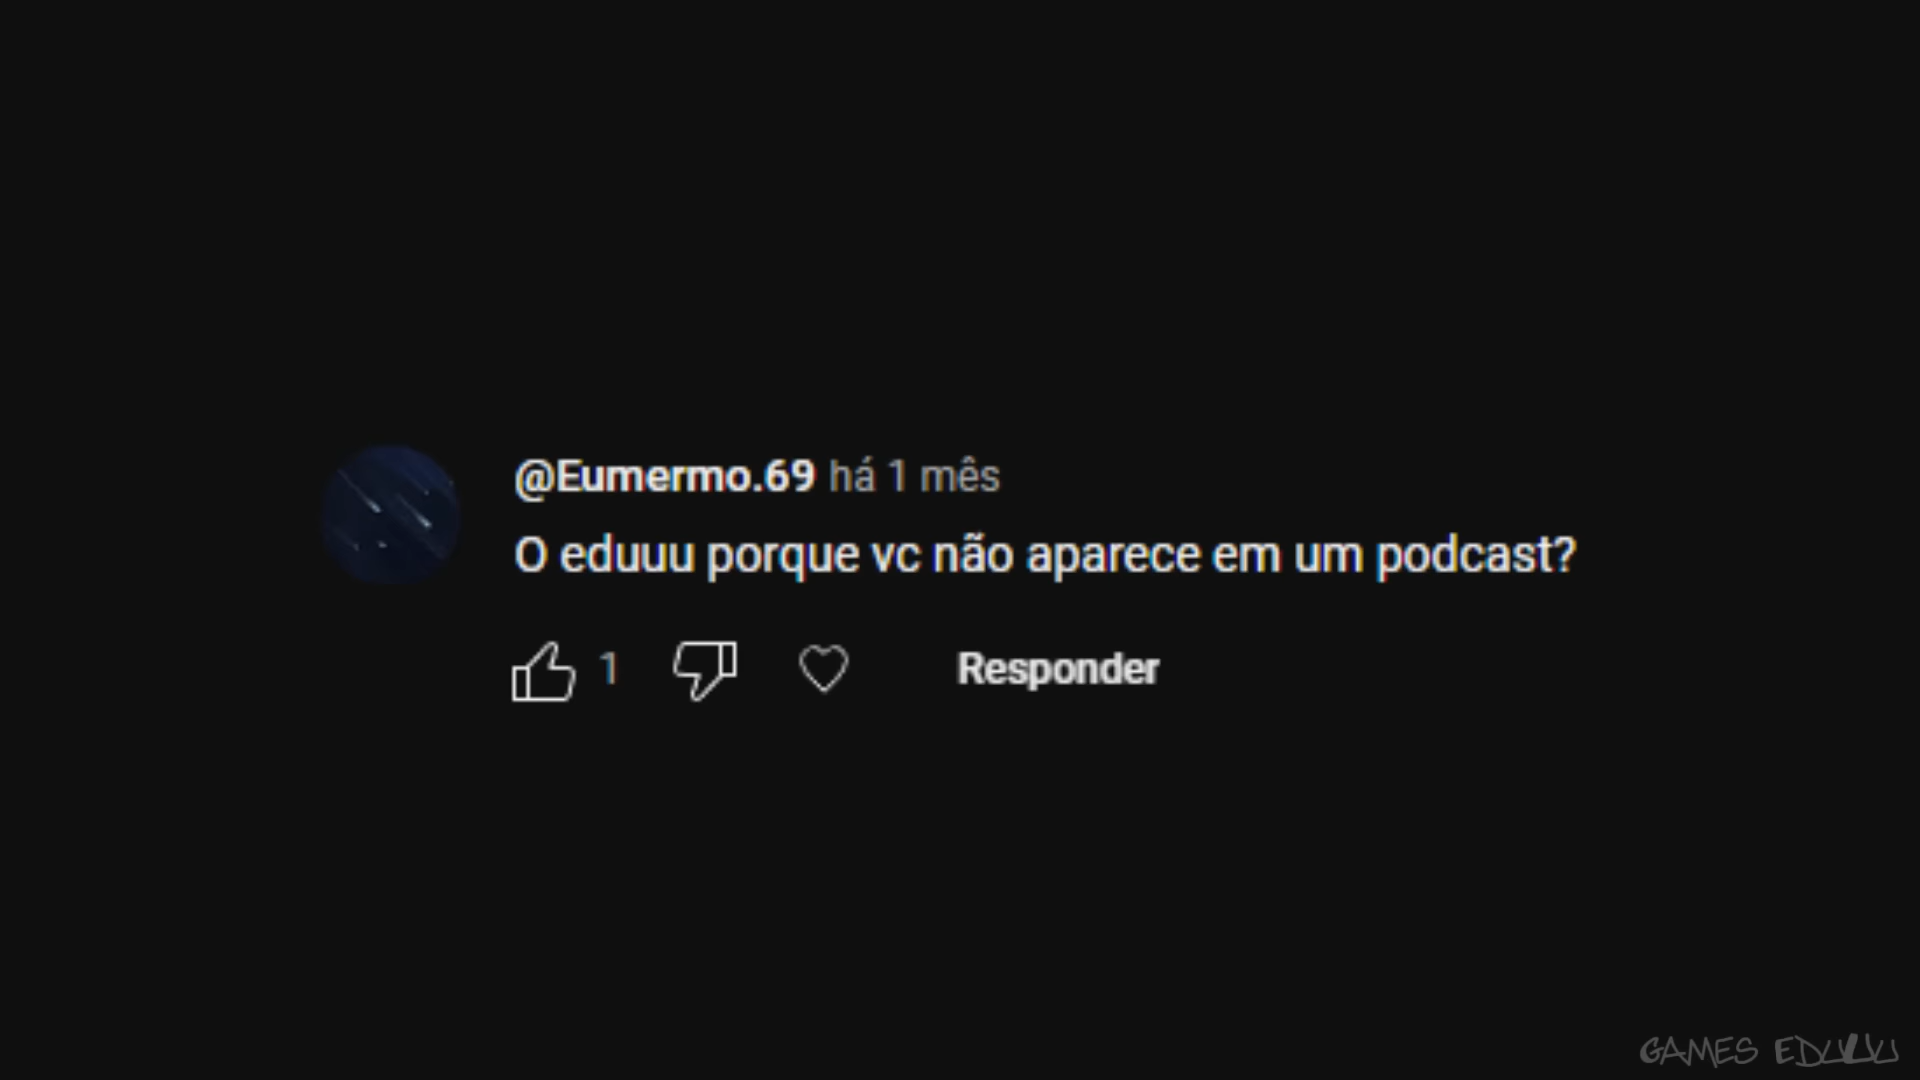 @Eumermo.69 há 1 mês
O eduuu porque vc não aparece em um podcast?
1 Responder
GAMES EDUUU